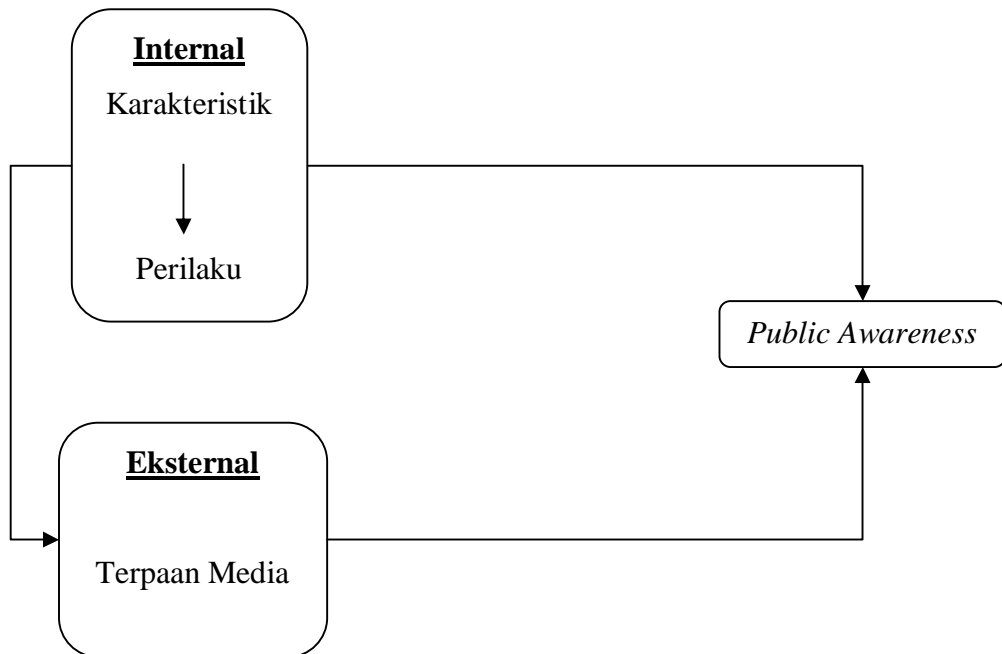 Internal
Karakteristik
Perilaku
Public Awareness
Eksternal
Terpaan Media